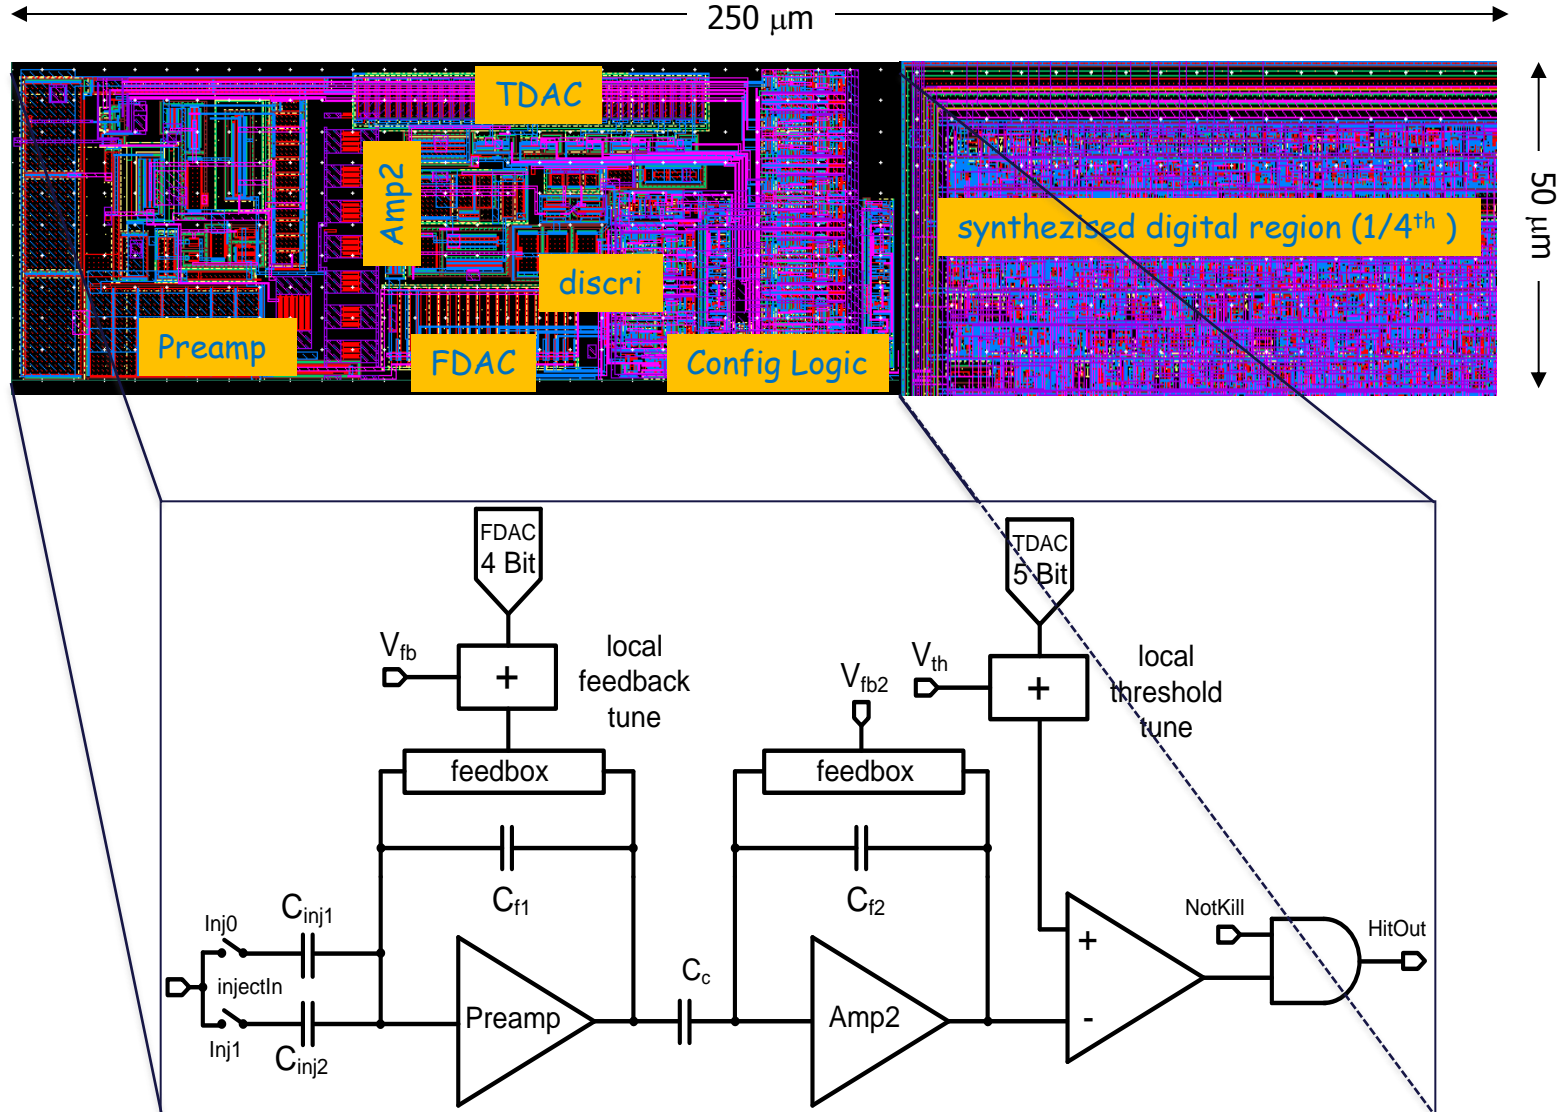 250 μm
TDAC
Amp2
50 μm
synthezised digital region (1/4th )
discri
Preamp
FDAC
Config Logic
FDAC
4 Bit
TDAC
5 Bit
Vfb
+
local
feedback
tune
Vfb2
Vth
+
local
threshold
tune
feedbox
feedbox
Cf1
Cf2
Inj0
Cinj1
injectIn
Inj1
Cinj2
Preamp
Cc
Amp2
+
-
NotKill
HitOut